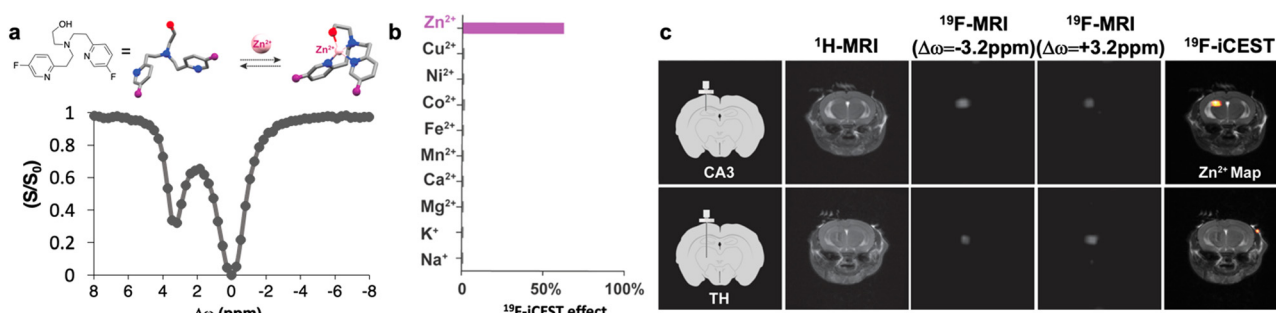 a
OH
N
N
N
F
F
=
Zn²⁺
Zn²⁺
(S/S₀)
1
0.8
0.6
0.4
0.2
0
8 6 4 2 0 -2 -4 -6 -8
Δω (ppm)
b
Zn²⁺
Cu²⁺
Ni²⁺
Co²⁺
Fe²⁺
Mn²⁺
Ca²⁺
Mg²⁺
K⁺
Na⁺
0 50% 100%
¹⁹F-iCEST effect
c
¹H-MRI
¹⁹F-MRI
(Δω=-3.2ppm)
¹⁹F-MRI
(Δω=+3.2ppm)
¹⁹F-iCEST
CA3
Zn²⁺ Map
TH